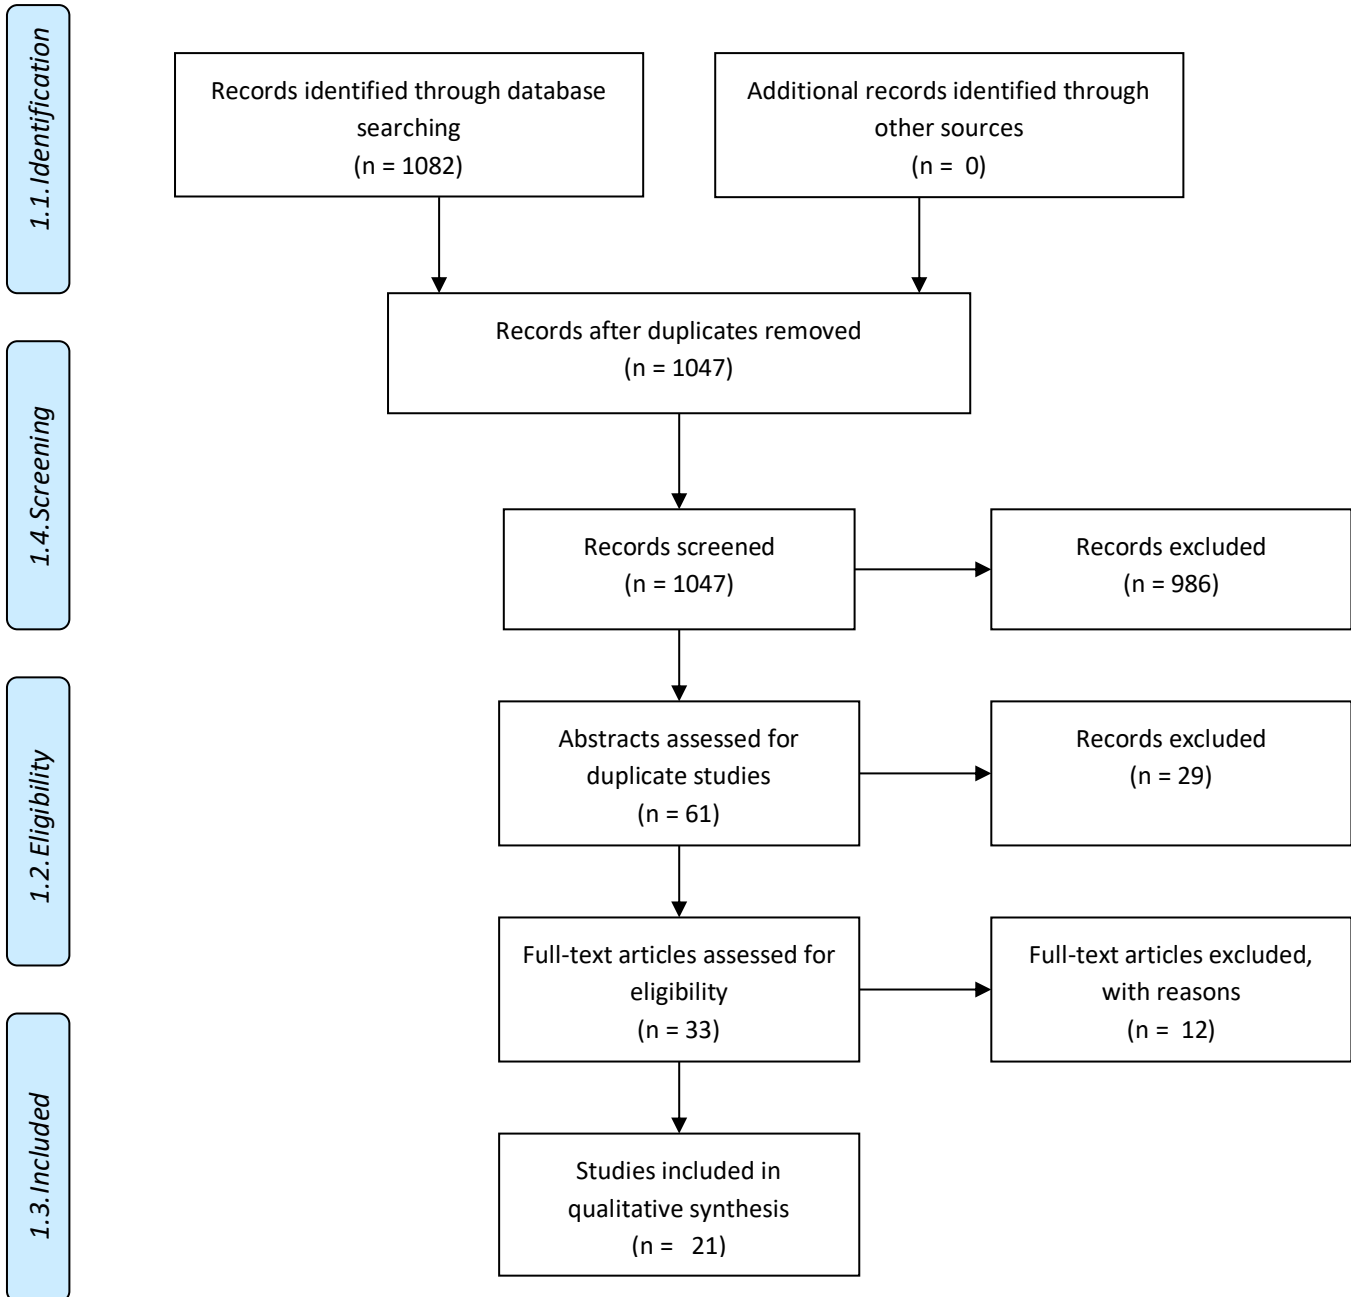 1.1.Identification
Records identified through database
searching
(n = 1082)
Additional records identified through
other sources
(n =  0)
Records after duplicates removed
(n = 1047)
1.4.Screening
Records screened
(n = 1047)
Records excluded
(n = 986)
1.2.Eligibility
Abstracts assessed for
duplicate studies
(n = 61)
Records excluded
(n = 29)
Full-text articles assessed for
eligibility
(n = 33)
Full-text articles excluded,
with reasons
(n =  12)
1.3.Included
Studies included in
qualitative synthesis
(n =   21)